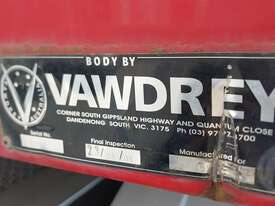 BODY BY
VAWDREY
CORNER SOUTH GIPPSLAND HIGHWAY AND QUANTUM CLOSE
DANDENONG SOUTH, VIC. 3175 Ph (03)
Serial No.
Final Inspection
Manufactured For